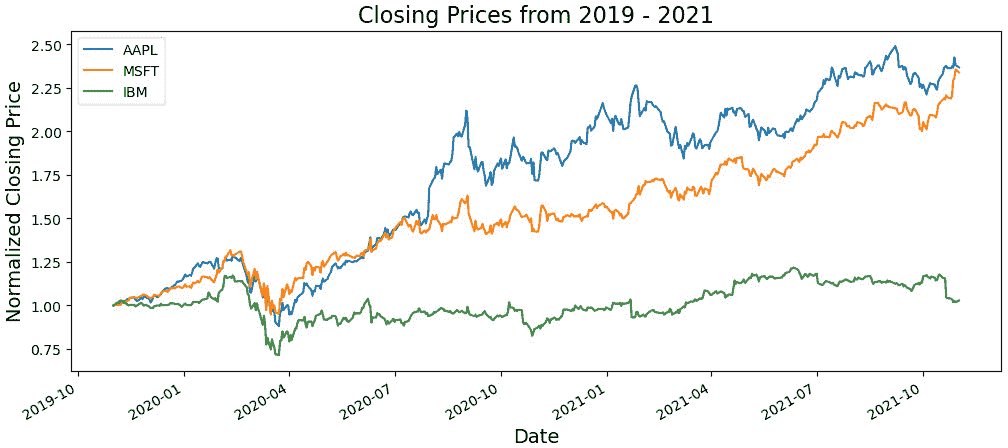 Closing Prices from 2019 - 2021
AAPL
MSFT
IBM
Normalized Closing Price
2.50
2.25
2.00
1.75
1.50
1.25
1.00
0.75
2019-10
2020-01
2020-04
2020-07
2020-10
2021-01
2021-04
2021-07
2021-10
Date